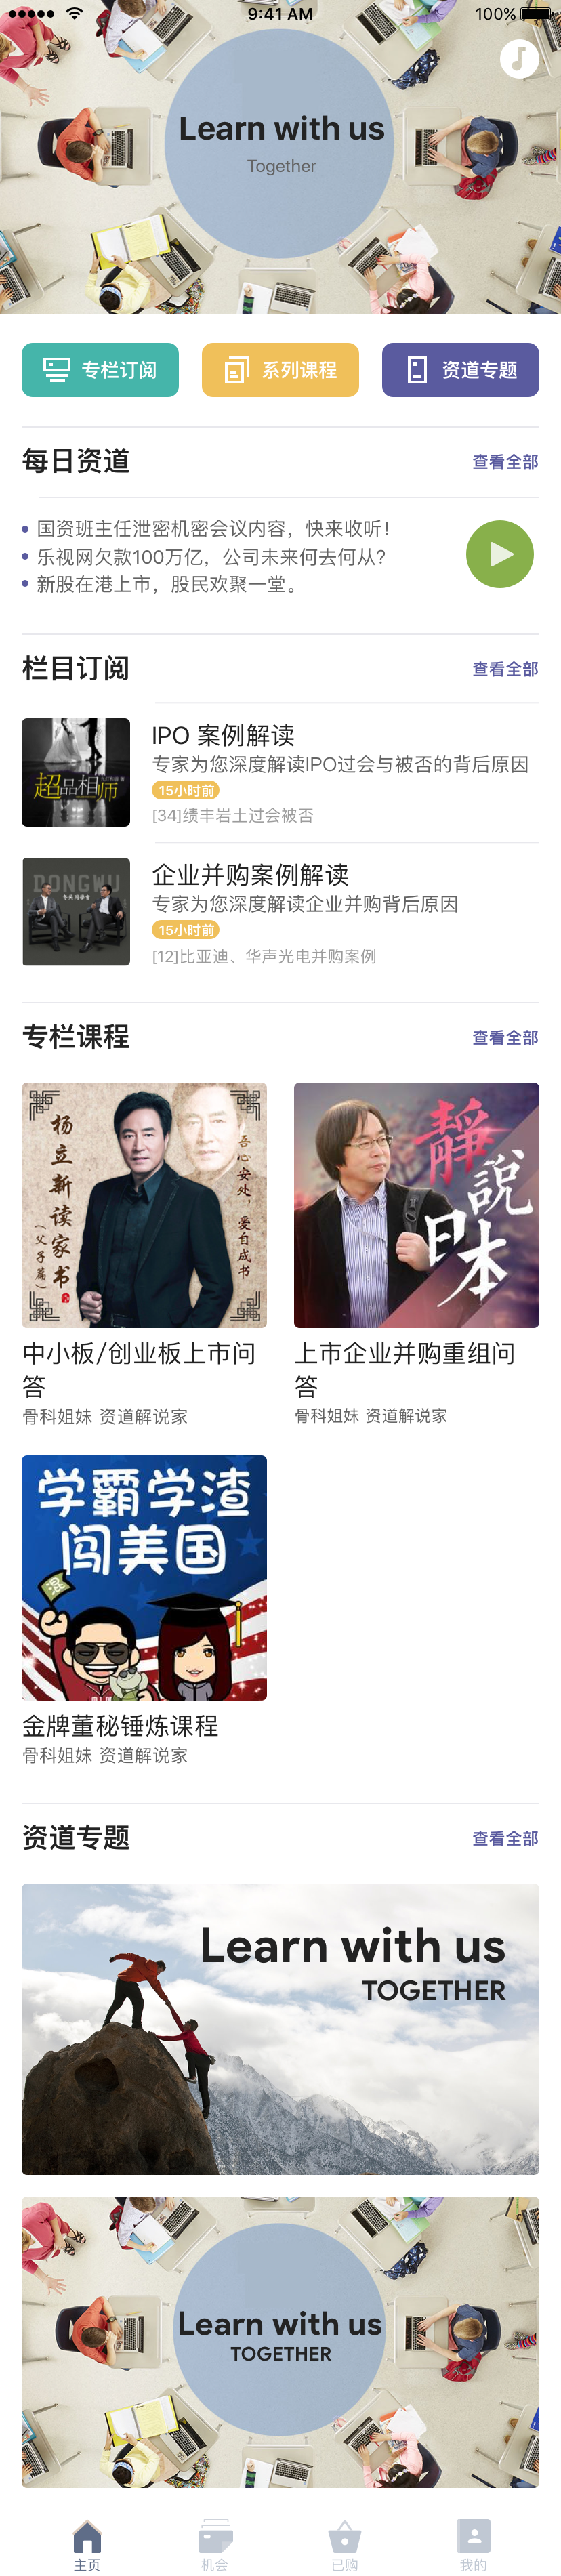 9:41 AM
100%
Learn with us
Together
专栏订阅
系列课程
资道专题
每日资道
查看全部
国资班主任泄密机密会议内容，快来收听！
乐视网欠款100万亿，公司未来何去何从？
新股在港上市，股民欢聚一堂。
栏目订阅
查看全部
超品相师
IPO 案例解读
专家为您深度解读IPO过会与被否的背后原因
15小时前
[34]绩丰岩土过会被否
DONGWU
企业并购案例解读
专家为您深度解读企业并购背后原因
15小时前
[12]比亚迪、华声光电并购案例
专栏课程
查看全部
杨立新读家书
（父子篇）
吾心安处，爱自成书
靜說日本
中小板/创业板上市问
答
骨科姐妹 资道解说家
上市企业并购重组问
答
骨科姐妹 资道解说家
学霸学渣
闯美国
混
金牌董秘锤炼课程
骨科姐妹 资道解说家
资道专题
查看全部
Learn with us
TOGETHER
Learn with us
TOGETHER
主页
机会
已购
我的